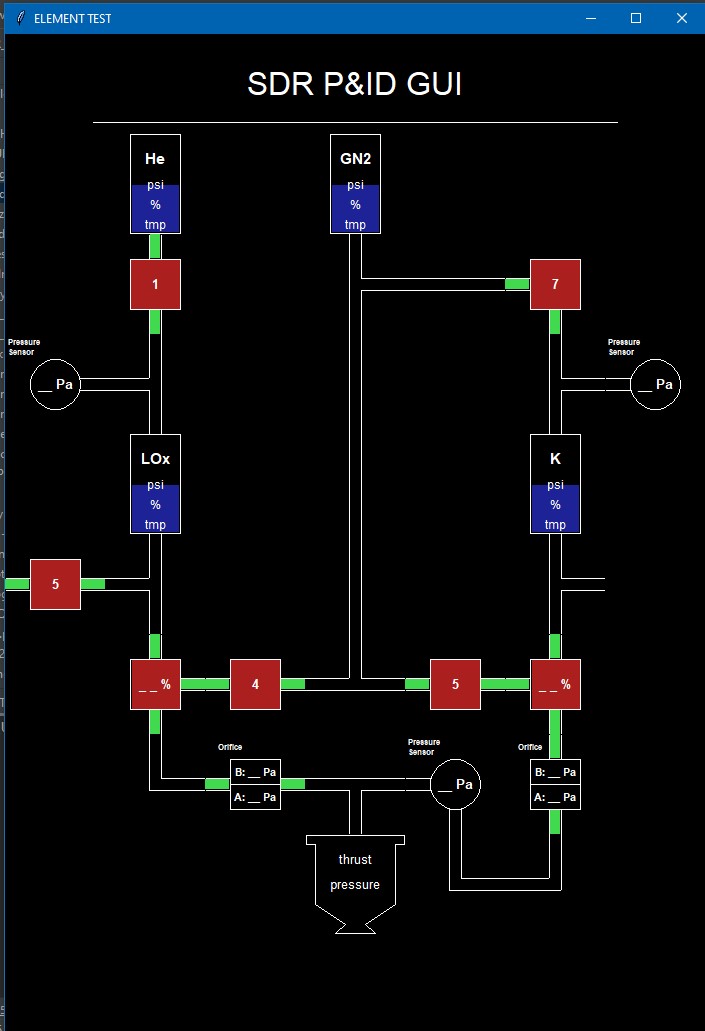 ELEMENT TEST
SDR P&ID GUI
He
psi
%
tmp
GN2
psi
%
tmp
1
7
Pressure
Sensor
__ Pa
Pressure
Sensor
__ Pa
LOx
psi
%
tmp
K
psi
%
tmp
5
_ _ %
4
5
_ _ %
Orifice
B: __ Pa
A: __ Pa
Pressure
Sensor
__ Pa
Orifice
B: __ Pa
A: __ Pa
thrust
pressure